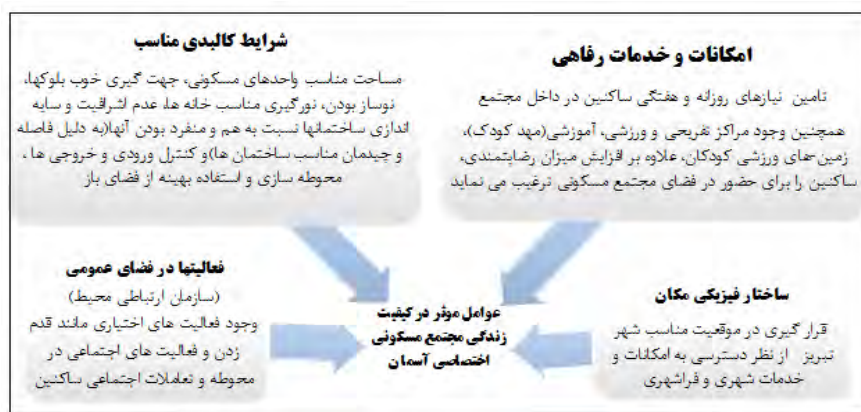 امکانات و خدمات رفاهی
تامین نیازهای روزانه و هفتگی ساکنین در داخل مجتمع
همچنین وجود مراکز تفریحی و ورزشی، آموزشی(مهد کودک)،
زمین-های ورزشی کودکان، علاوه بر افزایش میزان رضایتمندی،
ساکنین را برای حضور در فضای مجتمع مسکونی ترغیب می نماید
شرایط کالبدی مناسب
مساحت مناسب واحدهای مسکونی، جهت گیری خوب بلوکها،
نوساز بودن، نورگیری مناسب خانه ها، عدم اشرافیت و سایه
اندازی ساختمانها نسبت به هم و منفرد بودن آنها(به دلیل فاصله
و چیدمان مناسب ساختمان ها)و کنترل ورودی و خروجی ها ،
محوطه سازی و استفاده بهینه از فضای باز
عوامل موثر در کیفیت
زندگی مجتمع مسکونی
اختصاصی آسمان
ساختار فیزیکی مکان
قرار گیری در موقعیت مناسب شهر
تبریز از نظر دسترسی به امکانات و
خدمات شهری و فراشهری
فعالیتها در فضای عمومی
(سازمان ارتباطی محیط)
وجود فعالیت های اختیاری مانند قدم
زدن و فعالیت های اجتماعی در
محوطه و تعاملات اجتماعی ساکنین